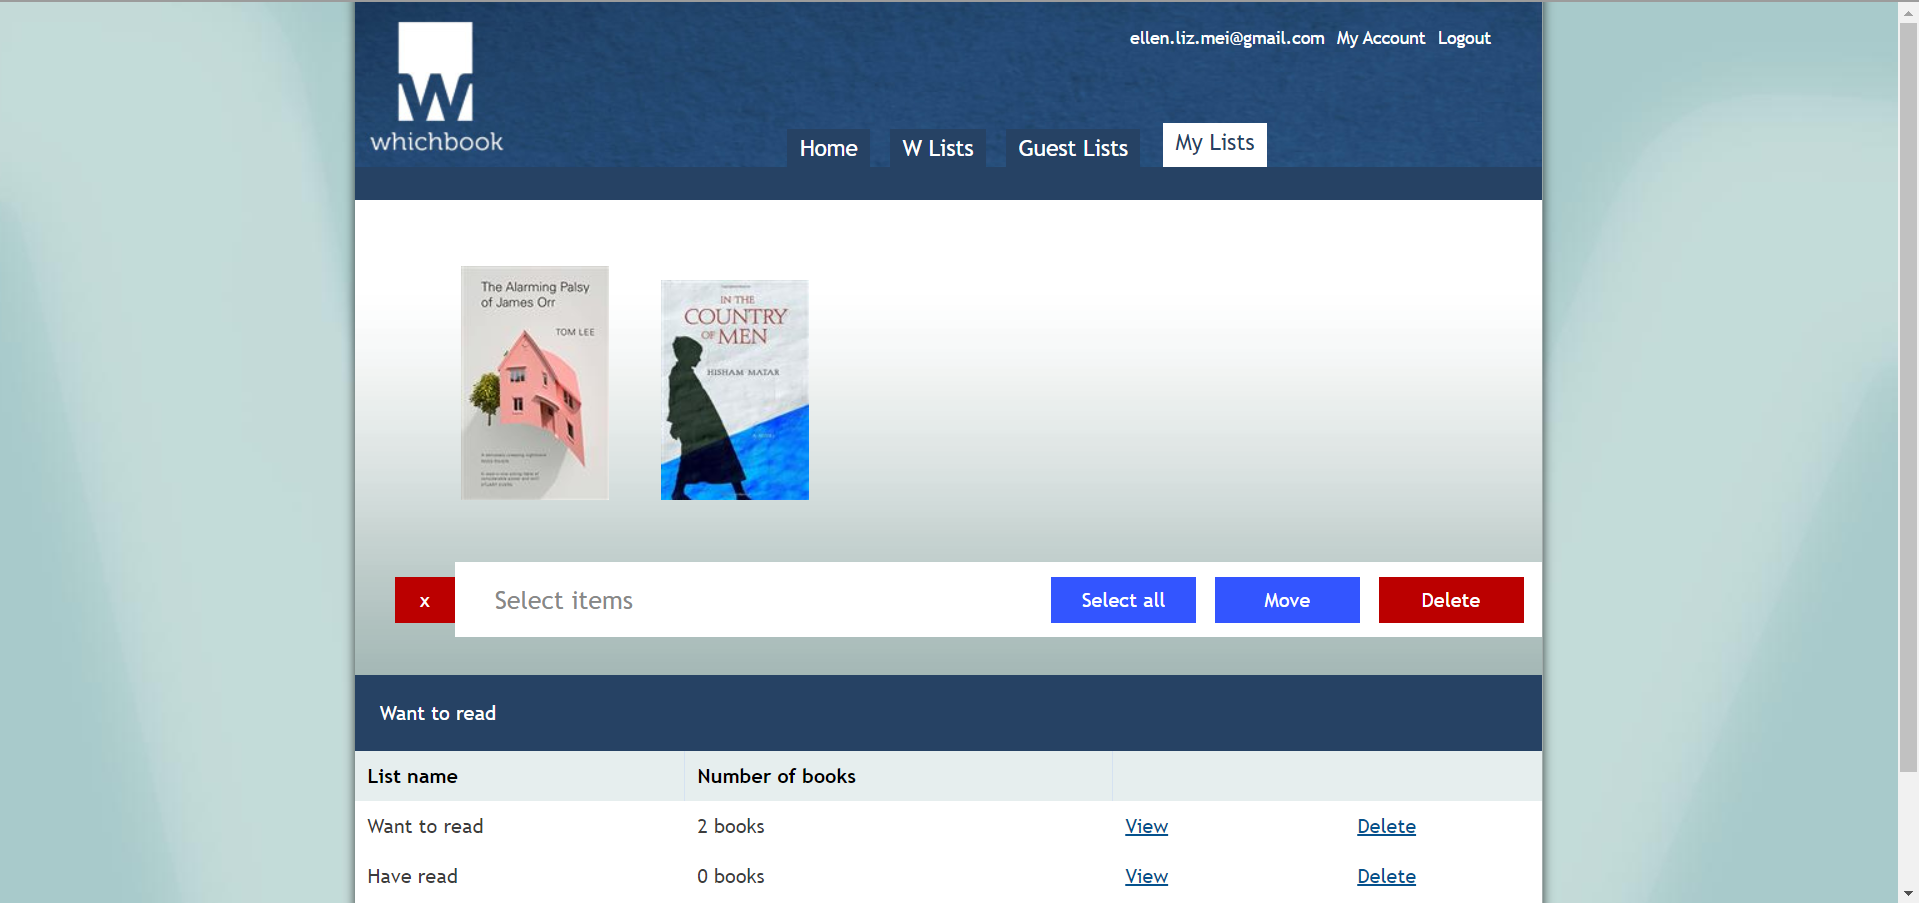 ellen.liz.mei@gmail.com My Account Logout
W
whichbook
Home W Lists Guest Lists My Lists
The Alarming Palsy
of James Orr
TOM LEE
IN THE
COUNTRY
OF MEN
HISHAM MATAR
A NOVEL
x Select items Select all Move Delete
Want to read
List name Number of books
Want to read 2 books View Delete
Have read 0 books View Delete